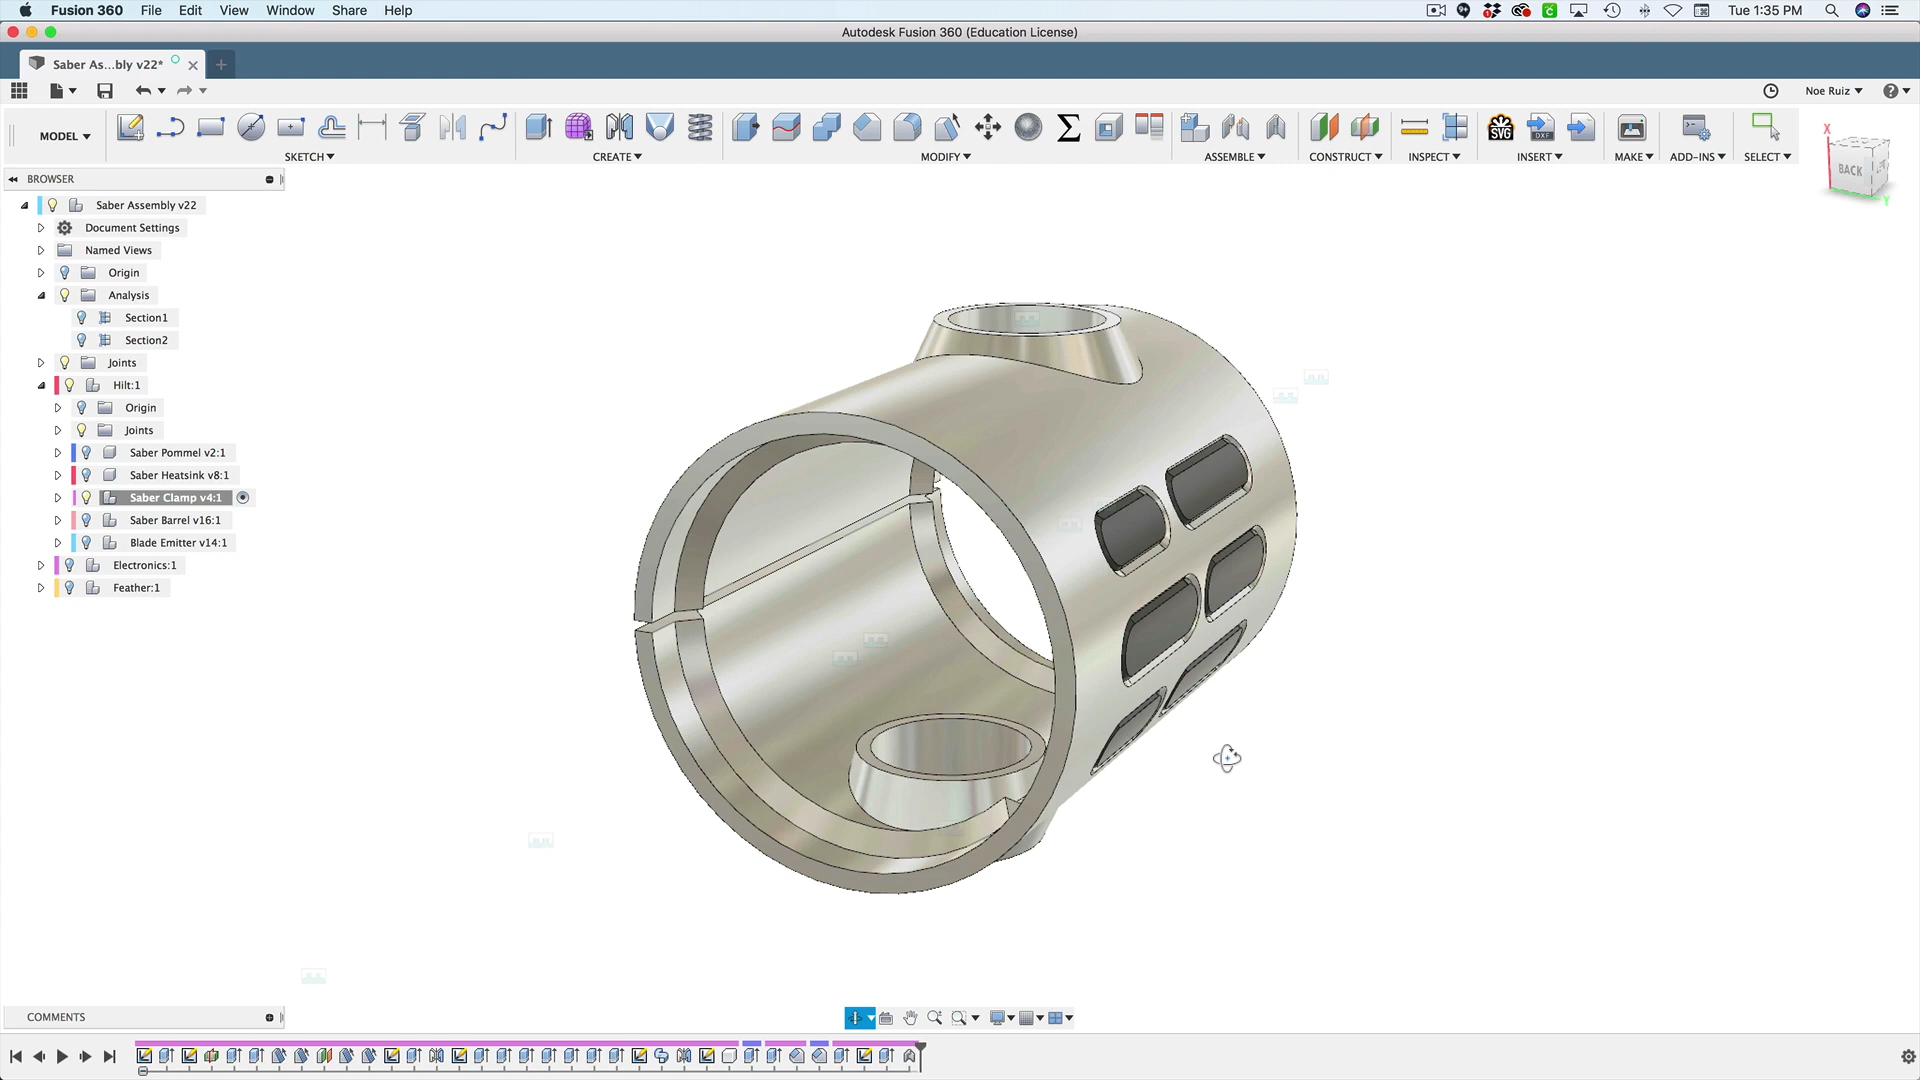 Fusion 360 File Edit View Window Share Help Tue 1:35 PM
Autodesk Fusion 360 (Education License)
Saber As...bly v22*
Noe Ruiz
MODEL
SVG DXF
SKETCH CREATE MODIFY ASSEMBLE CONSTRUCT INSPECT INSERT MAKE ADD-INS SELECT
X
BACK
Y
BROWSER
Saber Assembly v22
Document Settings
Named Views
Origin
Analysis
Section1
Section2
Joints
Hilt:1
Origin
Joints
Saber Pommel v2:1
Saber Heatsink v8:1
Saber Clamp v4:1
Saber Barrel v16:1
Blade Emitter v14:1
Electronics:1
Feather:1
COMMENTS